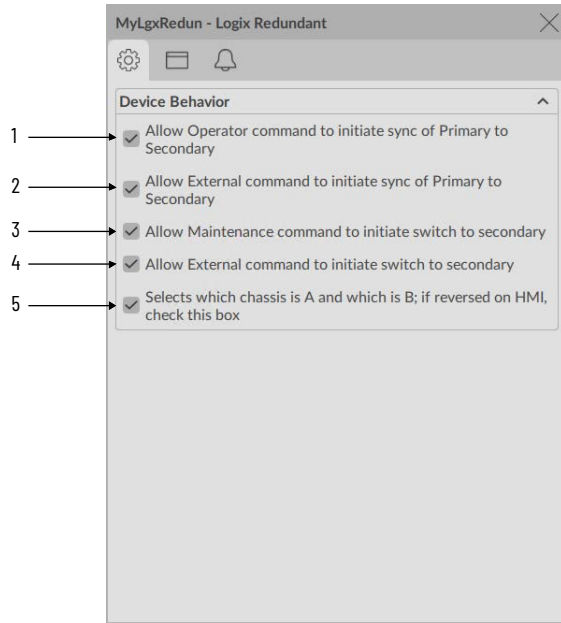 MyLgxRedun - Logix Redundant
Device Behavior
1
Allow Operator command to initiate sync of Primary to
Secondary
2
Allow External command to initiate sync of Primary to
Secondary
3
Allow Maintenance command to initiate switch to secondary
4
Allow External command to initiate switch to secondary
5
Selects which chassis is A and which is B; if reversed on HMI,
check this box